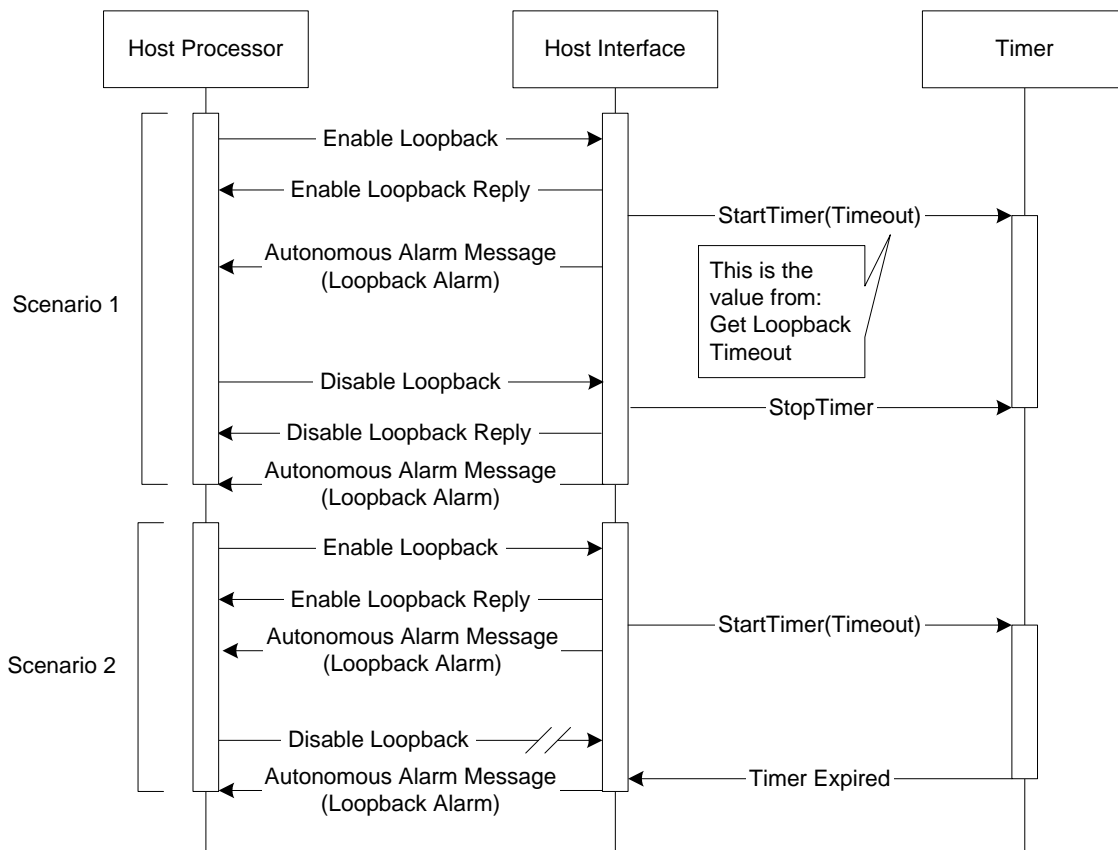 Host Processor
Host Interface
Timer
Enable Loopback
Enable Loopback Reply
StartTimer(Timeout)
Autonomous Alarm Message
(Loopback Alarm)
This is the
value from:
Get Loopback
Timeout
Scenario 1
Disable Loopback
StopTimer
Disable Loopback Reply
Autonomous Alarm Message
(Loopback Alarm)
Enable Loopback
Enable Loopback Reply
StartTimer(Timeout)
Autonomous Alarm Message
(Loopback Alarm)
Scenario 2
Disable Loopback
Autonomous Alarm Message
(Loopback Alarm)
Timer Expired